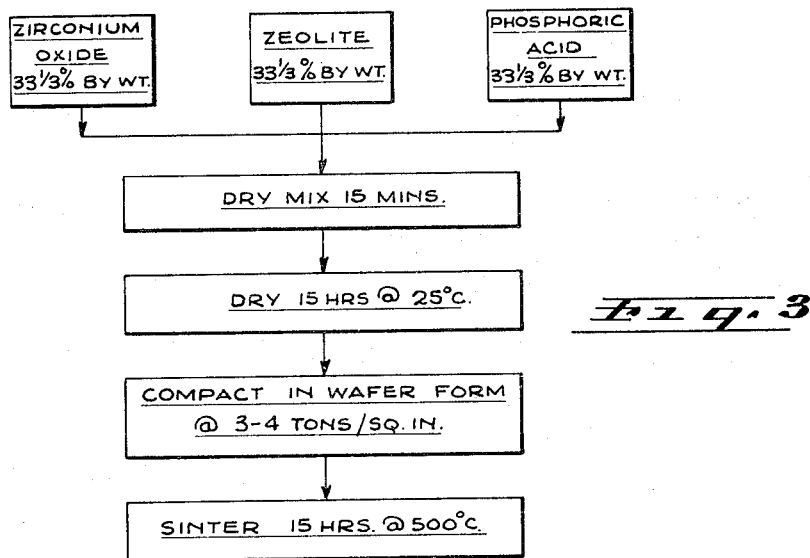 ZIRCONIUM
OXIDE
33 1/3% BY WT.
ZEOLITE
33 1/3% BY WT.
PHOSPHORIC
ACID
33 1/3% BY WT.
DRY MIX 15 MINS.
DRY 15 HRS @ 25°C.
Fig. 3
COMPACT IN WAFER FORM
@ 3-4 TONS/SQ. IN.
SINTER 15 HRS. @ 500°C.